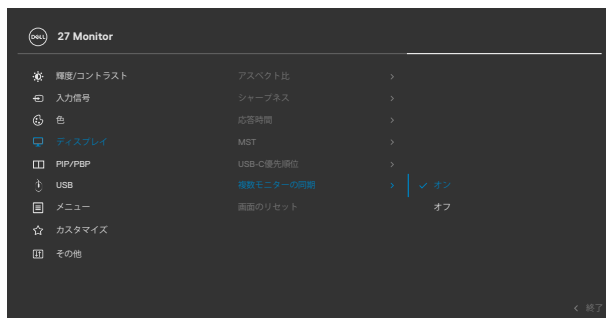 DELL 27 Monitor
輝度/コントラスト アスペクト比
入力信号 シャープネス
色 応答時間
ディスプレイ MST
PIP/PBP USB-C優先順位
USB 複数モニターの同期 オン
メニュー 画面のリセット オフ
カスタマイズ
その他
終了